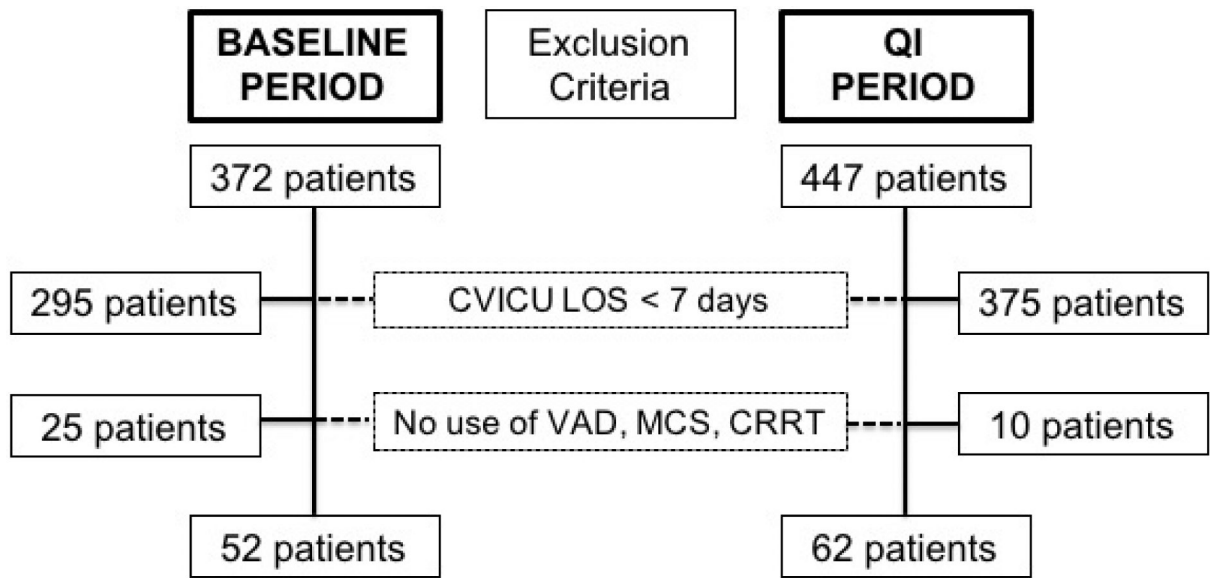 BASELINE
PERIOD
Exclusion
Criteria
QI
PERIOD
372 patients
447 patients
295 patients
CVICU LOS < 7 days
375 patients
25 patients
No use of VAD, MCS, CRRT
10 patients
52 patients
62 patients